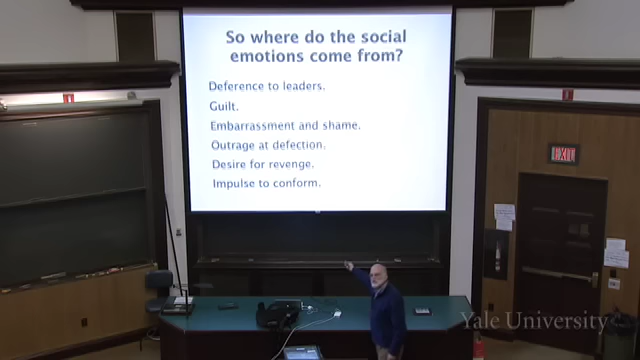 So where do the social
emotions come from?
Deference to leaders.
Guilt.
Embarrassment and shame.
Outrage at defection.
Desire for revenge.
Impulse to conform.
EXIT
Yale University